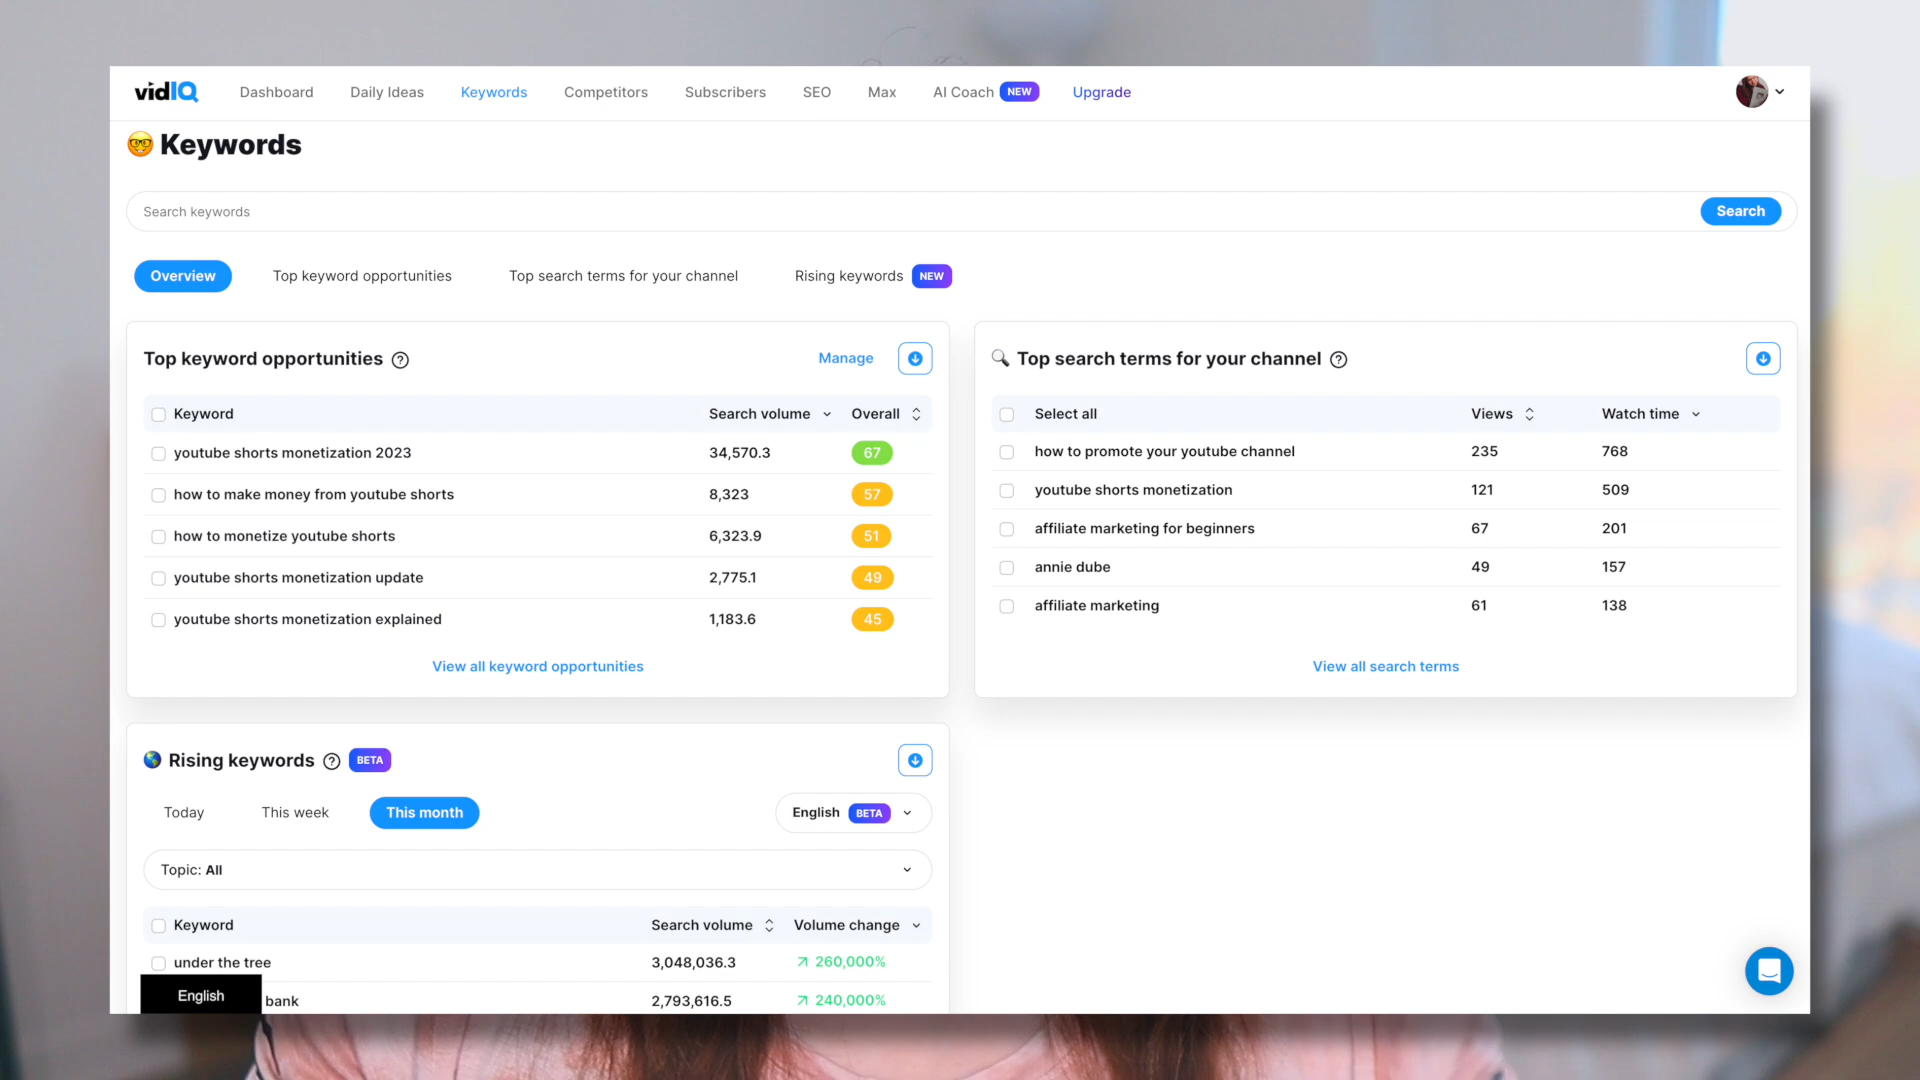 vidIQ Dashboard Daily Ideas Keywords Competitors Subscribers SEO Max AI Coach NEW Upgrade
Keywords
Search keywords Search
Overview Top keyword opportunities Top search terms for your channel Rising keywords NEW
Top keyword opportunities ? Manage
Keyword Search volume Overall
youtube shorts monetization 2023 34,570.3 67
how to make money from youtube shorts 8,323 57
how to monetize youtube shorts 6,323.9 51
youtube shorts monetization update 2,775.1 49
youtube shorts monetization explained 1,183.6 45
View all keyword opportunities
Top search terms for your channel ?
Select all Views Watch time
how to promote your youtube channel 235 768
youtube shorts monetization 121 509
affiliate marketing for beginners 67 201
annie dube 49 157
affiliate marketing 61 138
View all search terms
Rising keywords ? BETA
Today This week This month English BETA
Topic: All
Keyword Search volume Volume change
under the tree 3,048,036.3 260,000%
English bank 2,793,616.5 240,000%